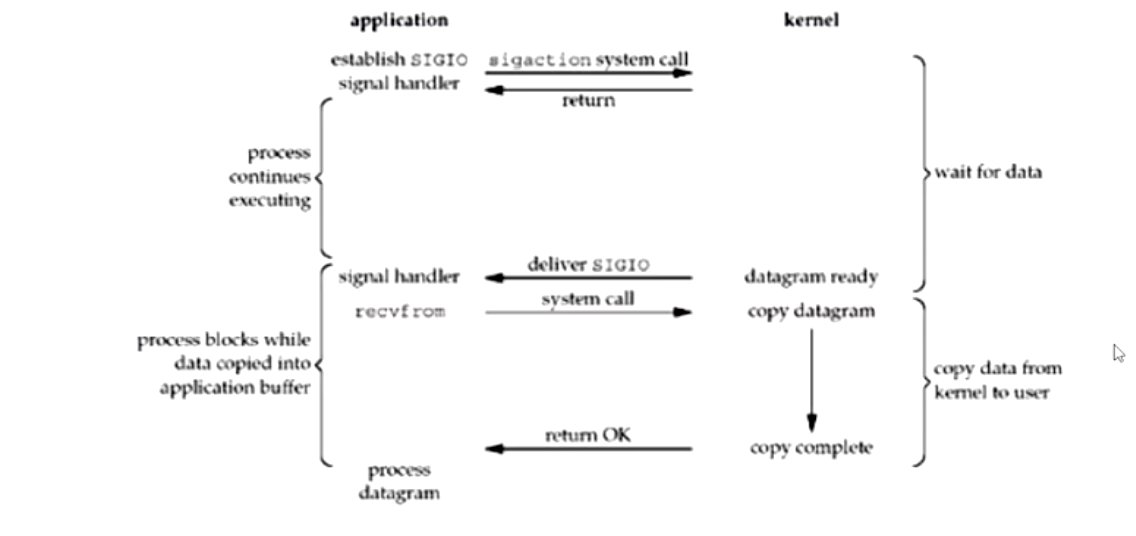 application
kernel
establish SIGIO
signal handler
sigaction system call
return
process
continues
executing
wait for data
signal handler
deliver SIGIO
datagram ready
recvfrom
system call
copy datagram
process blocks while
data copied into
application buffer
copy data from
kernel to user
return OK
copy complete
process
datagram